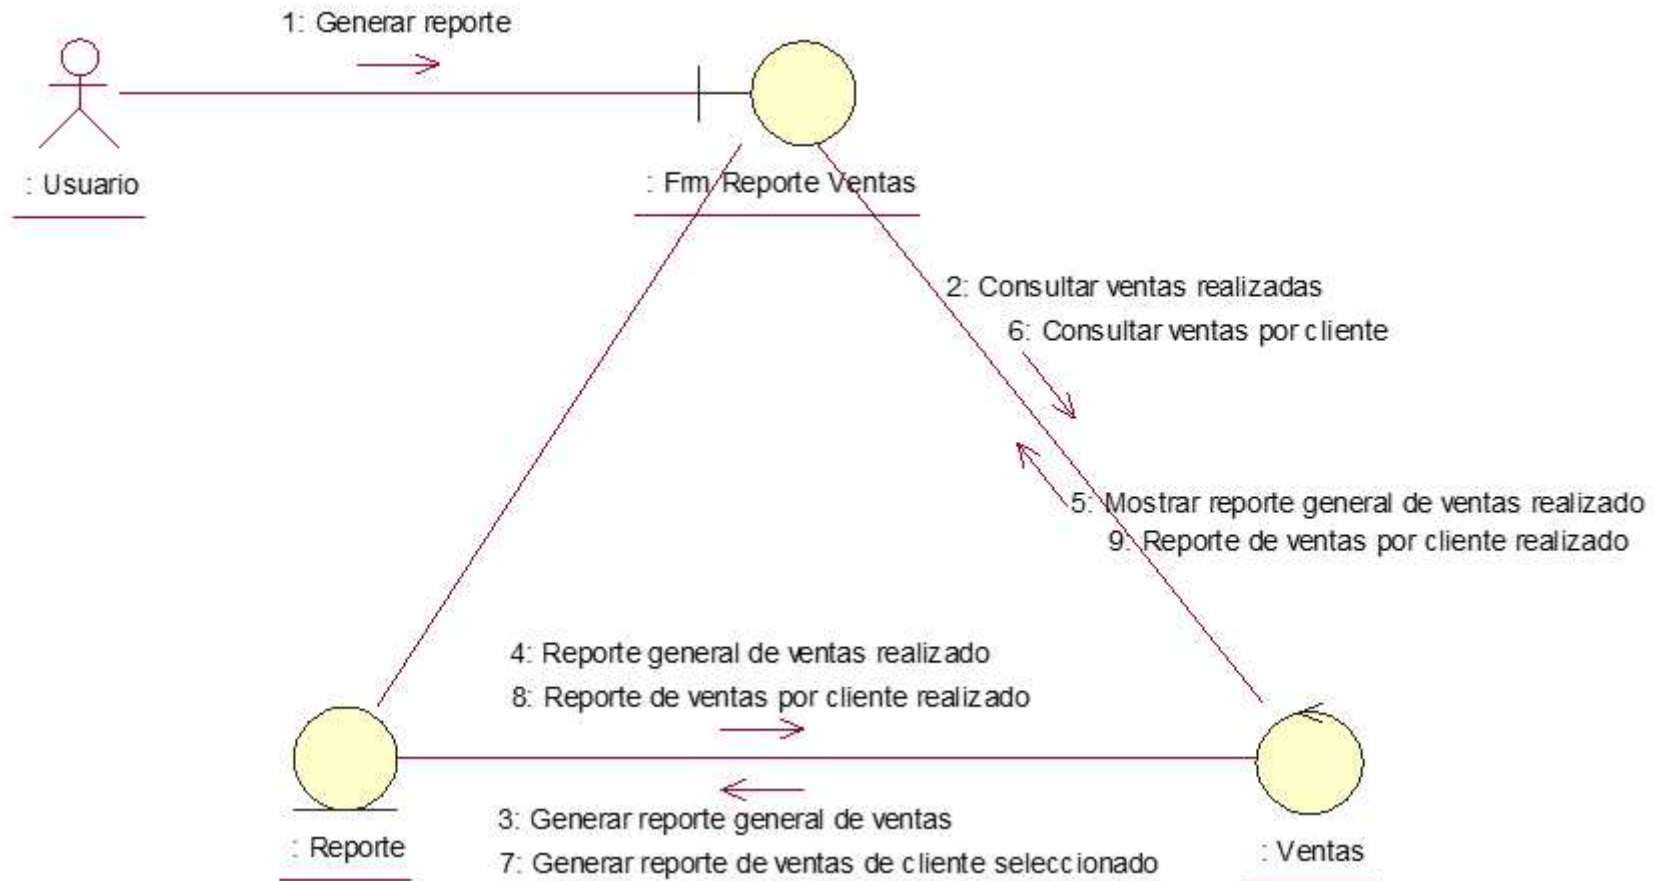 1: Generar reporte
: Usuario
: Frm Reporte Ventas
2: Consultar ventas realizadas
6: Consultar ventas por cliente
5: Mostrar reporte general de ventas realizado
9: Reporte de ventas por cliente realizado
4: Reporte general de ventas realizado
8: Reporte de ventas por cliente realizado
3: Generar reporte general de ventas
7: Generar reporte de ventas de cliente seleccionado
: Reporte
: Ventas